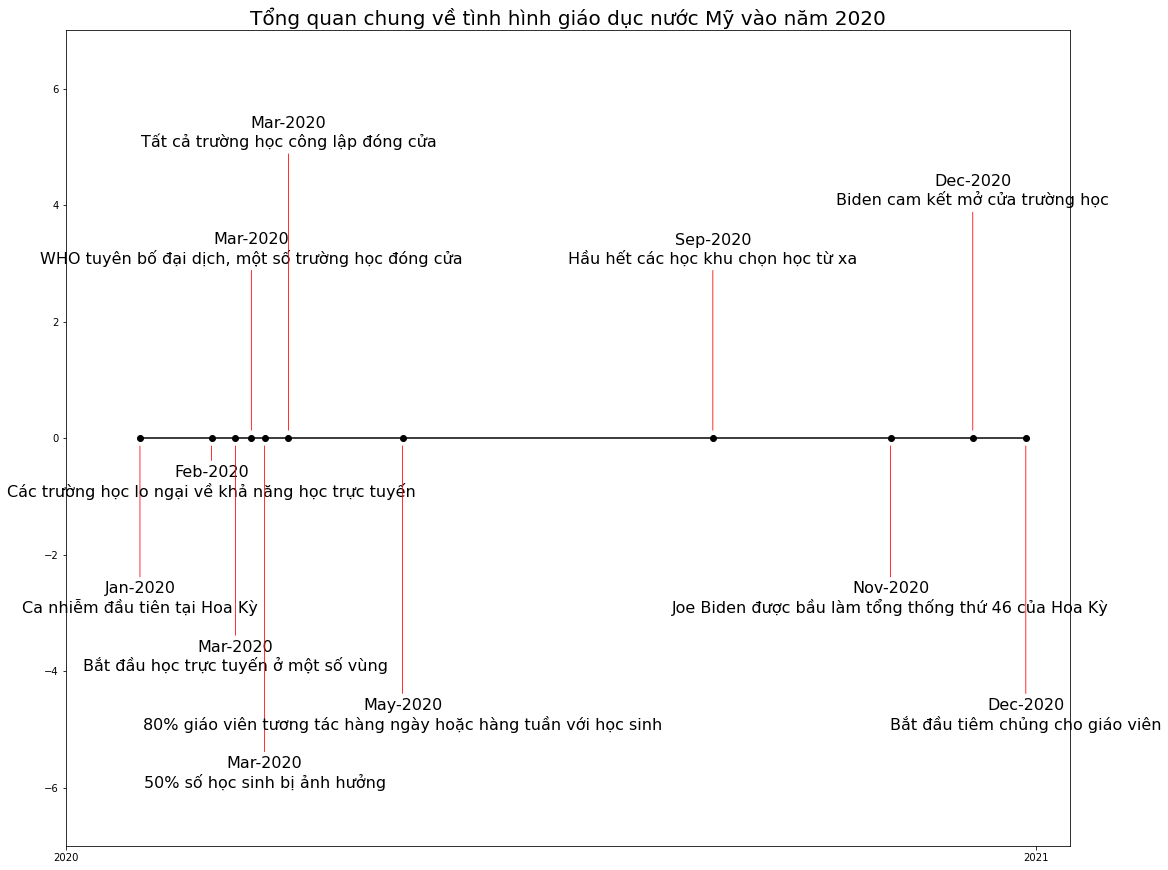 Tổng quan chung về tình hình giáo dục nước Mỹ vào năm 2020
6
Mar-2020
Tất cả trường học công lập đóng cửa
Dec-2020
Biden cam kết mở cửa trường học
4
Mar-2020
WHO tuyên bố đại dịch, một số trường học đóng cửa
Sep-2020
Hầu hết các học khu chọn học từ xa
2
0
Feb-2020
Các trường học lo ngại về khả năng học trực tuyến
−2
Jan-2020
Ca nhiễm đầu tiên tại Hoa Kỳ
Nov-2020
Joe Biden được bầu làm tổng thống thứ 46 của Hoa Kỳ
Mar-2020
Bắt đầu học trực tuyến ở một số vùng
−4
May-2020
80% giáo viên tương tác hàng ngày hoặc hàng tuần với học sinh
Dec-2020
Bắt đầu tiêm chủng cho giáo viên
Mar-2020
50% số học sinh bị ảnh hưởng
−6
2020
2021